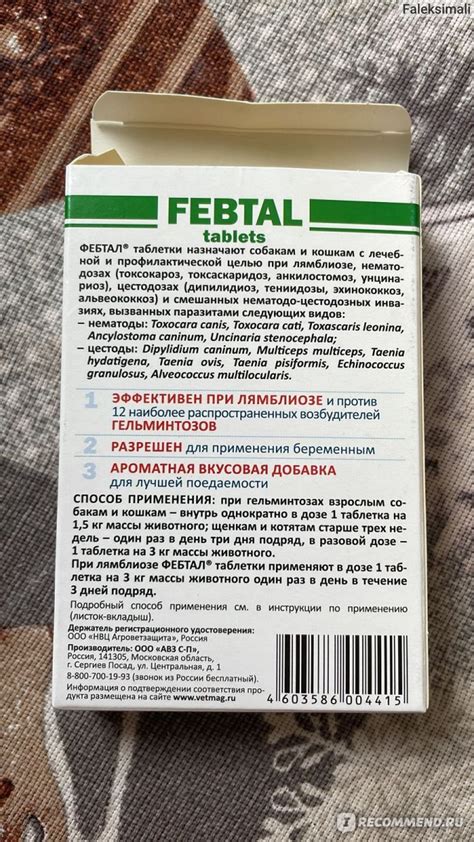 Faleksimali
FEBTAL
tablets
ФЕБТАЛ® таблетки назначают собакам и кошкам с лечеб-
ной и профилактической целью при лямблиозе, немато-
дозах (токсокароз, токсаскаридоз, анкилостомоз, унцина-
риоз), цестодозах (дипилидиоз, тениидозы, эхинококкоз,
альвеококкоз) и смешанных нематодо-цестодозных инва-
зиях, вызванных паразитами следующих видов:
– нематоды: Toxocara canis, Toxocara cati, Toxascaris leonina,
Ancylostoma caninum, Uncinaria stenocephala;
– цестоды: Dipylidium caninum, Multiceps multiceps, Taenia
hydatigena, Taenia ovis, Taenia pisiformis, Echinococcus
granulosus, Alveococcus multilocularis.
1 ЭФФЕКТИВЕН ПРИ ЛЯМБЛИОЗЕ и против
12 наиболее распространенных возбудителей
ГЕЛЬМИНТОЗОВ
2 РАЗРЕШЕН для применения беременным
3 АРОМАТНАЯ ВКУСОВАЯ ДОБАВКА
для лучшей поедаемости
СПОСОБ ПРИМЕНЕНИЯ: при гельминтозах взрослым со-
бакам и кошкам – внутрь однократно в дозе 1 таблетка на
1,5 кг массы животного; щенкам и котятам старше трех не-
дель – один раз в день три дня подряд, в разовой дозе –
1 таблетка на 3 кг массы животного.
При лямблиозе ФЕБТАЛ® таблетки применяют в дозе 1 таб-
летка на 3 кг массы животного один раз в день в течение
3 дней подряд.
Подробный способ применения см. в инструкции по применению
(листок-вкладыш).
Держатель регистрационного удостоверения:
ООО «НВЦ Агроветзащита», Россия
Производитель: ООО «АВЗ С-П»,
Россия, 141305, Московская область,
г. Сергиев Посад, ул. Центральная, д. 1
8-800-700-19-93 (звонок из России бесплатный).
Информация о подтверждении соответствия про-
дукта размещена на сайте www.vetmag.ru
4 603586 004415
IRECOMMEND.RU